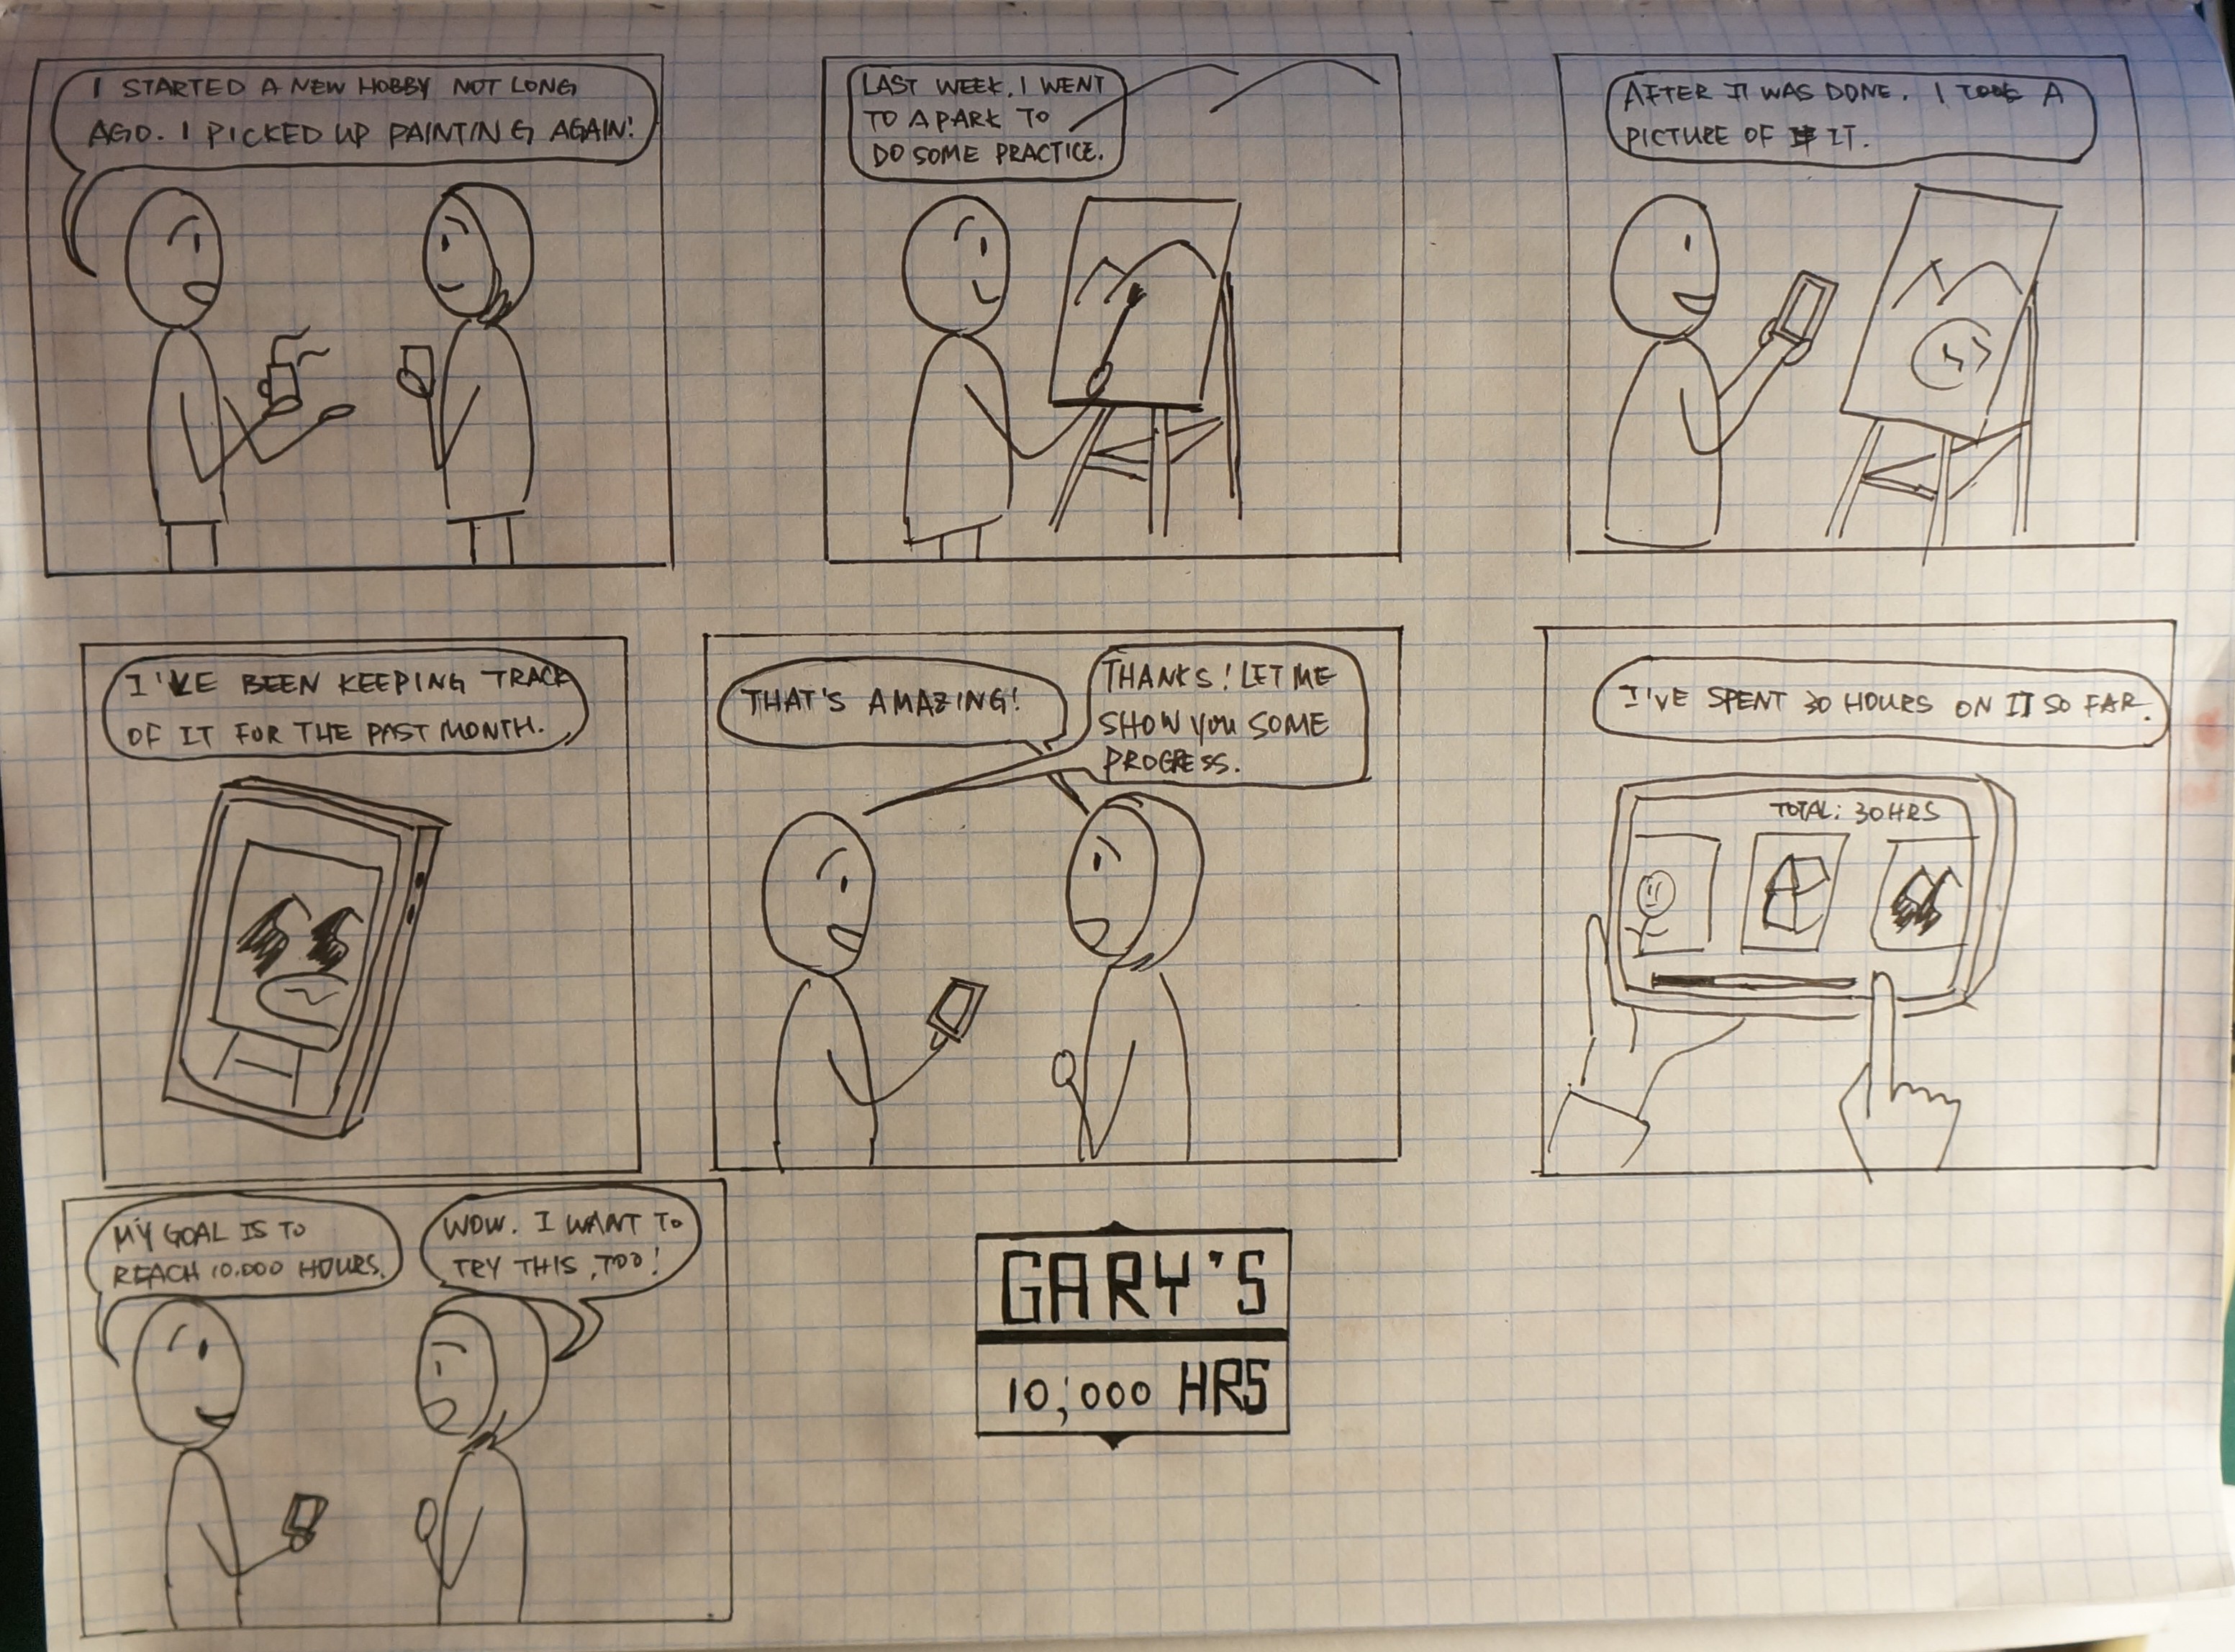 I STARTED A NEW HOBBY NOT LONG
AGO. I PICKED UP PAINTING AGAIN!
LAST WEEK, I WENT
TO A PARK TO
DO SOME PRACTICE.
AFTER IT WAS DONE. I TOOK A
PICTURE OF IT.
I'VE BEEN KEEPING TRACK
OF IT FOR THE PAST MONTH.
THAT'S AMAZING!
THANKS! LET ME
SHOW YOU SOME
PROGRESS.
I'VE SPENT 30 HOURS ON IT SO FAR.
TOTAL: 30HRS
MY GOAL IS TO
REACH 10.000 HOURS.
WOW. I WANT TO
TRY THIS, TOO!
GARY'S
10,000 HRS